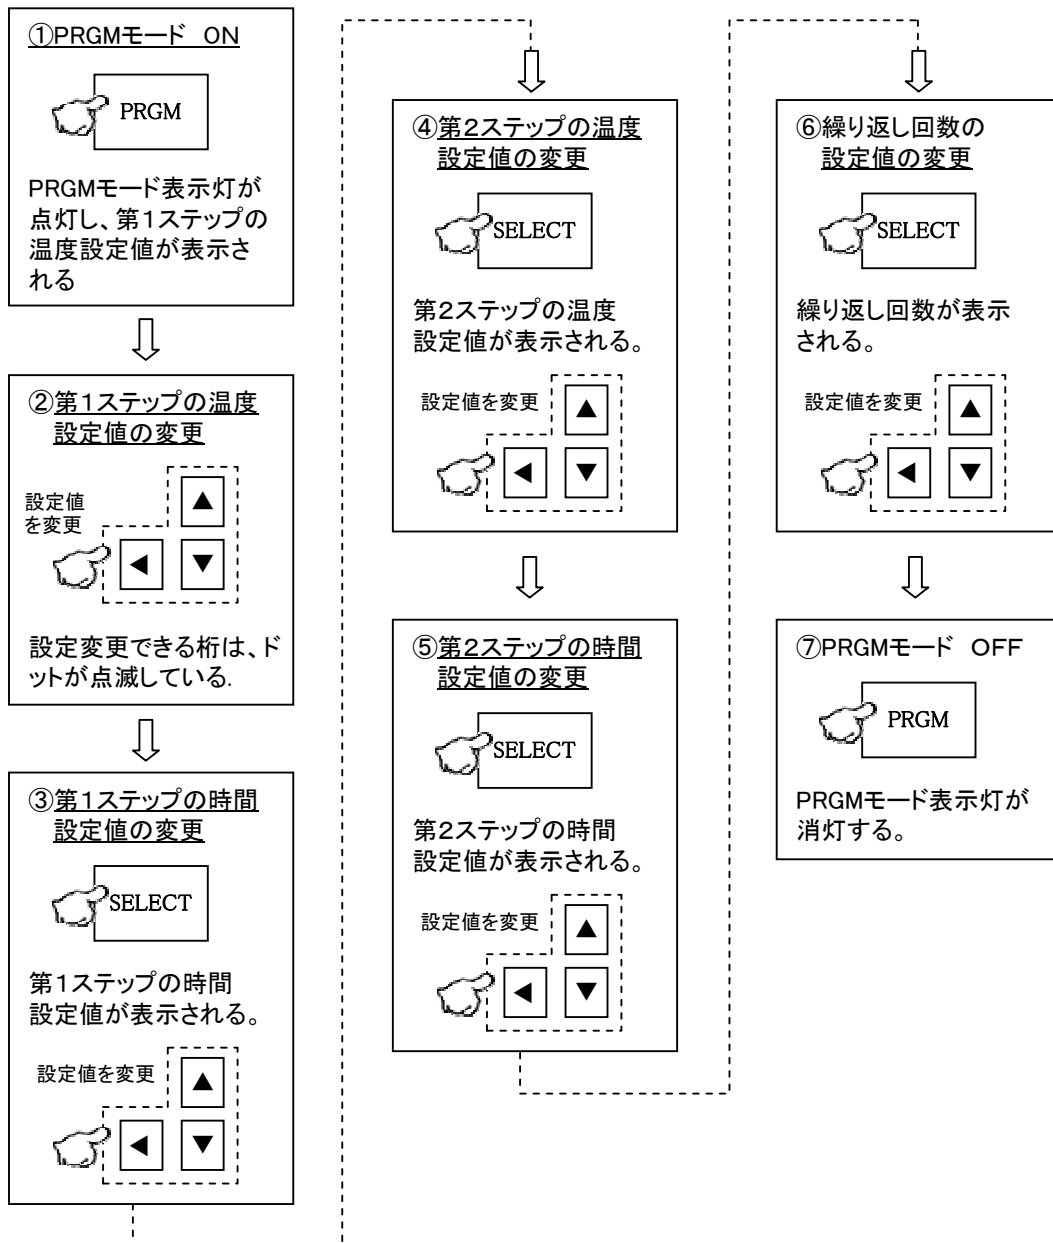 ①PRGMモード ON
PRGM
PRGMモード表示灯が
点灯し、第1ステップの
温度設定値が表示さ
れる
②第1ステップの温度
設定値の変更
▲
設定値
を変更
◀ ▼
設定変更できる桁は、ド
ットが点滅している.
③第1ステップの時間
設定値の変更
SELECT
第1ステップの時間
設定値が表示される。
設定値を変更 ▲
◀ ▼
④第2ステップの温度
設定値の変更
SELECT
第2ステップの温度
設定値が表示される。
設定値を変更 ▲
◀ ▼
⑤第2ステップの時間
設定値の変更
SELECT
第2ステップの時間
設定値が表示される。
設定値を変更 ▲
◀ ▼
⑥繰り返し回数の
設定値の変更
SELECT
繰り返し回数が表示
される。
設定値を変更 ▲
◀ ▼
⑦PRGMモード OFF
PRGM
PRGMモード表示灯が
消灯する。